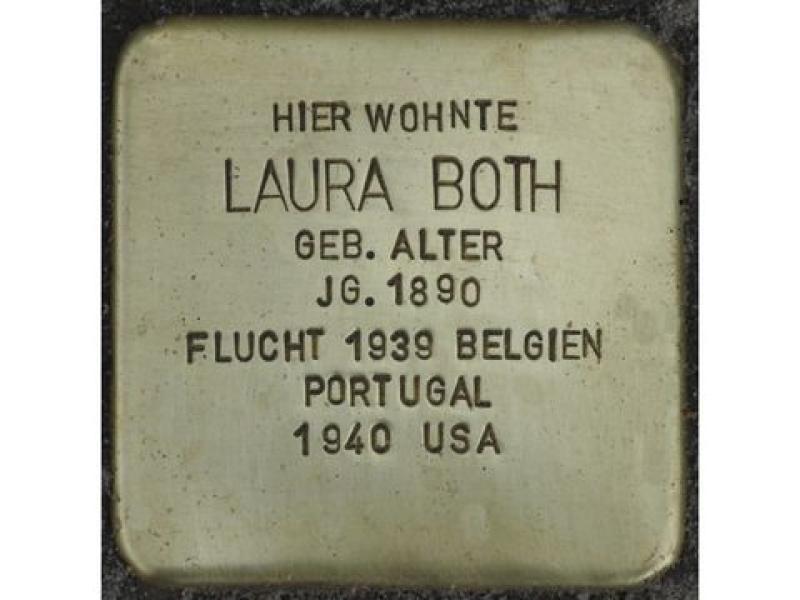 HIER WOHNTE
LAURA BOTH
GEB. ALTER
JG. 1890
FLUCHT 1939 BELGIEN
PORTUGAL
1940 USA